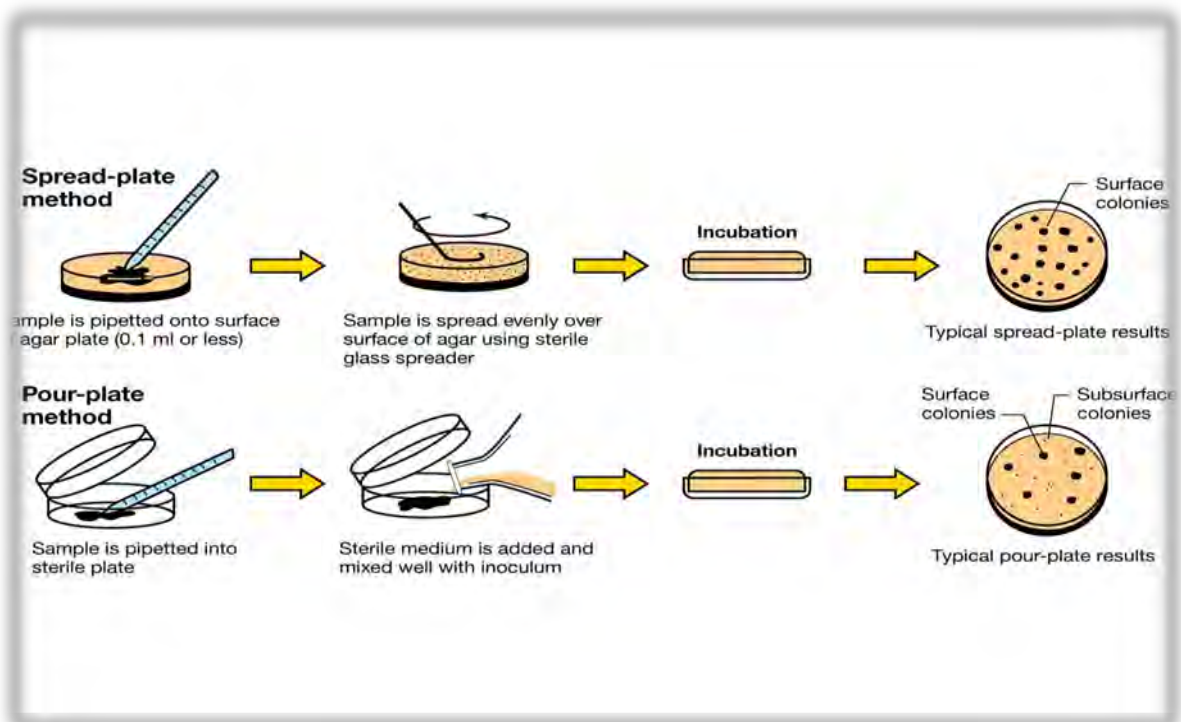 Spread-plate
method
Surface
colonies
Incubation
ample is pipetted onto surface
agar plate (0.1 ml or less)
Sample is spread evenly over
surface of agar using sterile
glass spreader
Typical spread-plate results
Pour-plate
method
Surface
colonies
Subsurface
colonies
Incubation
Sample is pipetted into
sterile plate
Sterile medium is added and
mixed well with inoculum
Typical pour-plate results